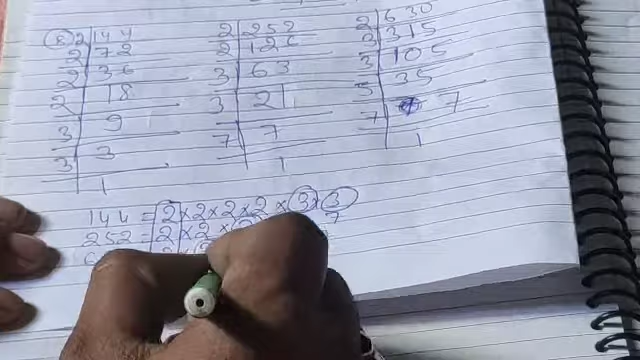 8 2 144 2 252 2 630
2 72 2 126 3 315
2 36 3 63 3 105
2 18 3 21 5 35
3 9 7 7 7 7
3 3 1 1
1
144 = 2 × 2 × 2 × 2 × 3 × 3
252 = 2 × 2 × 7